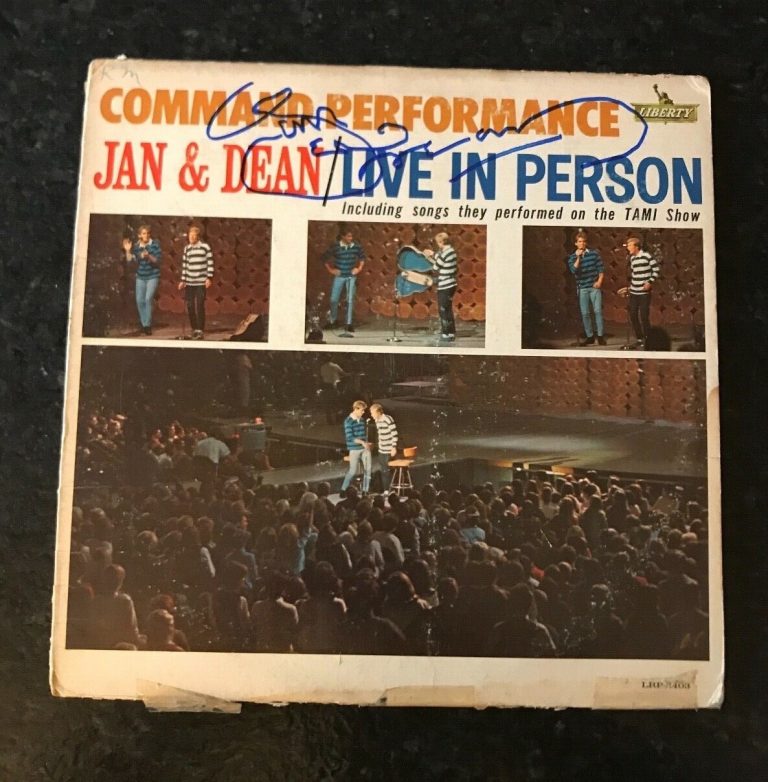 COMMAND PERFORMANCE
LIBERTY
JAN & DEAN/LIVE IN PERSON
Including songs they performed on the TAMI Show